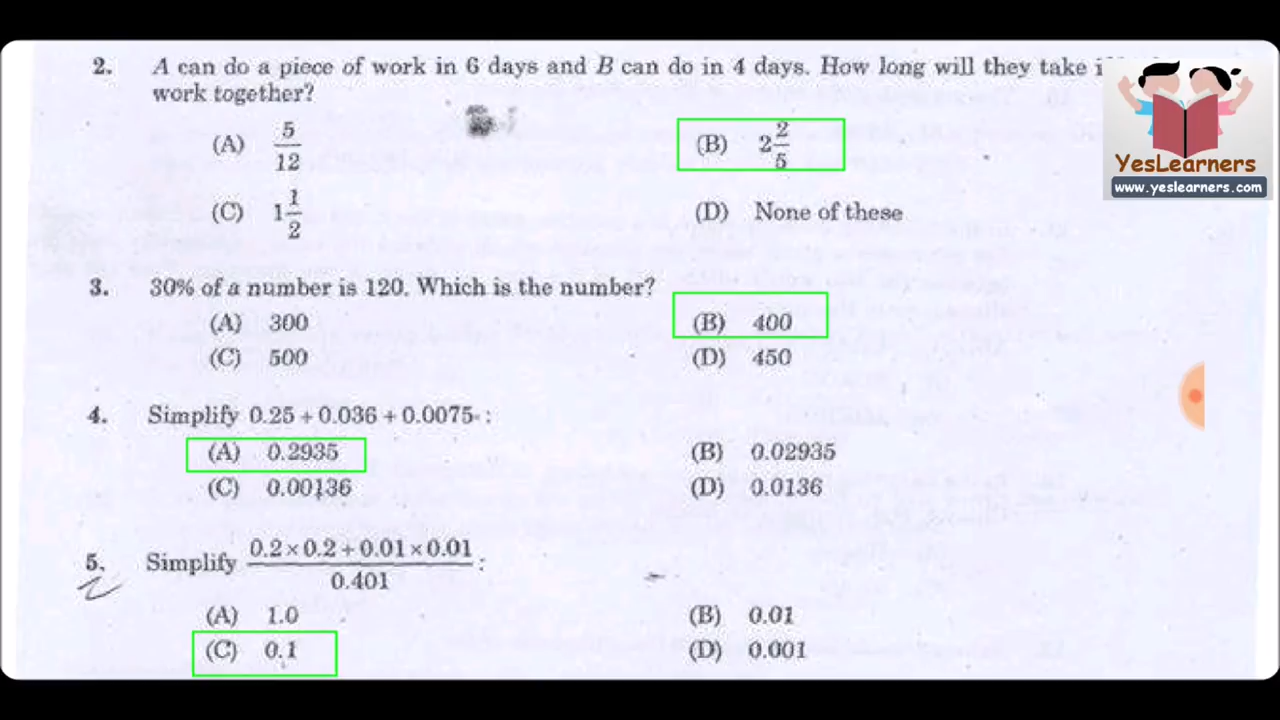 2. A can do a piece of work in 6 days and B can do in 4 days. How long will they take
work together?
(A) 5/12 (B) 2 2/5
(C) 1 1/2 (D) None of these
3. 30% of a number is 120. Which is the number?
(A) 300 (B) 400
(C) 500 (D) 450
4. Simplify 0.25 + 0.036 + 0.0075 :
(A) 0.2935 (B) 0.02935
(C) 0.00136 (D) 0.0136
5. Simplify (0.2 × 0.2 + 0.01 × 0.01)/0.401 :
(A) 1.0 (B) 0.01
(C) 0.1 (D) 0.001
YesLearners
www.yeslearners.com